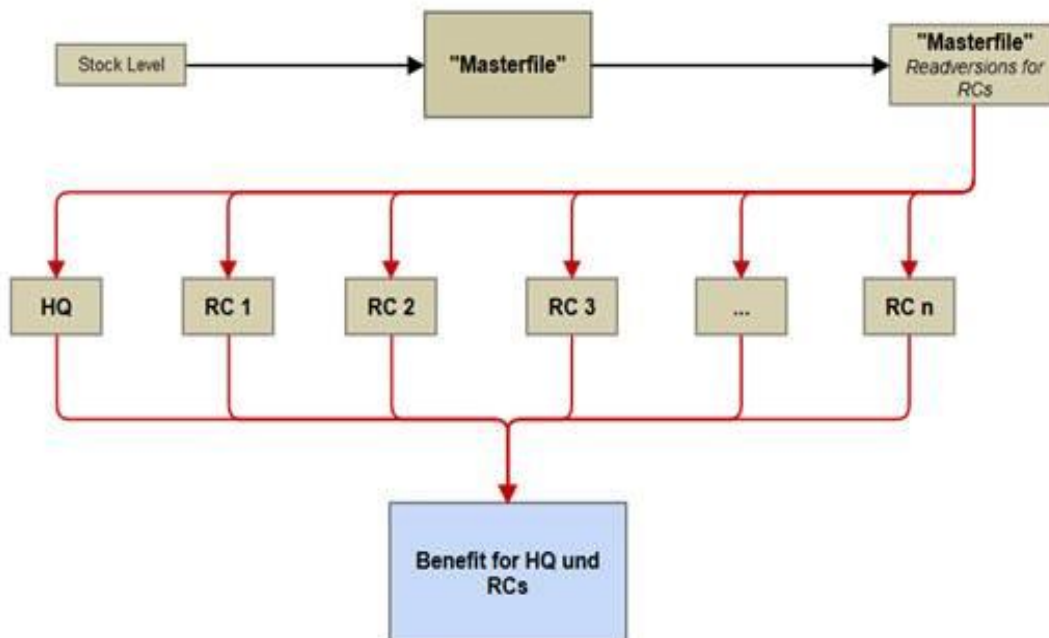 Stock Level
"Masterfile"
"Masterfile"
Readversions for
RCs
HQ
RC 1
RC 2
RC 3
...
RC n
Benefit for HQ und
RCs